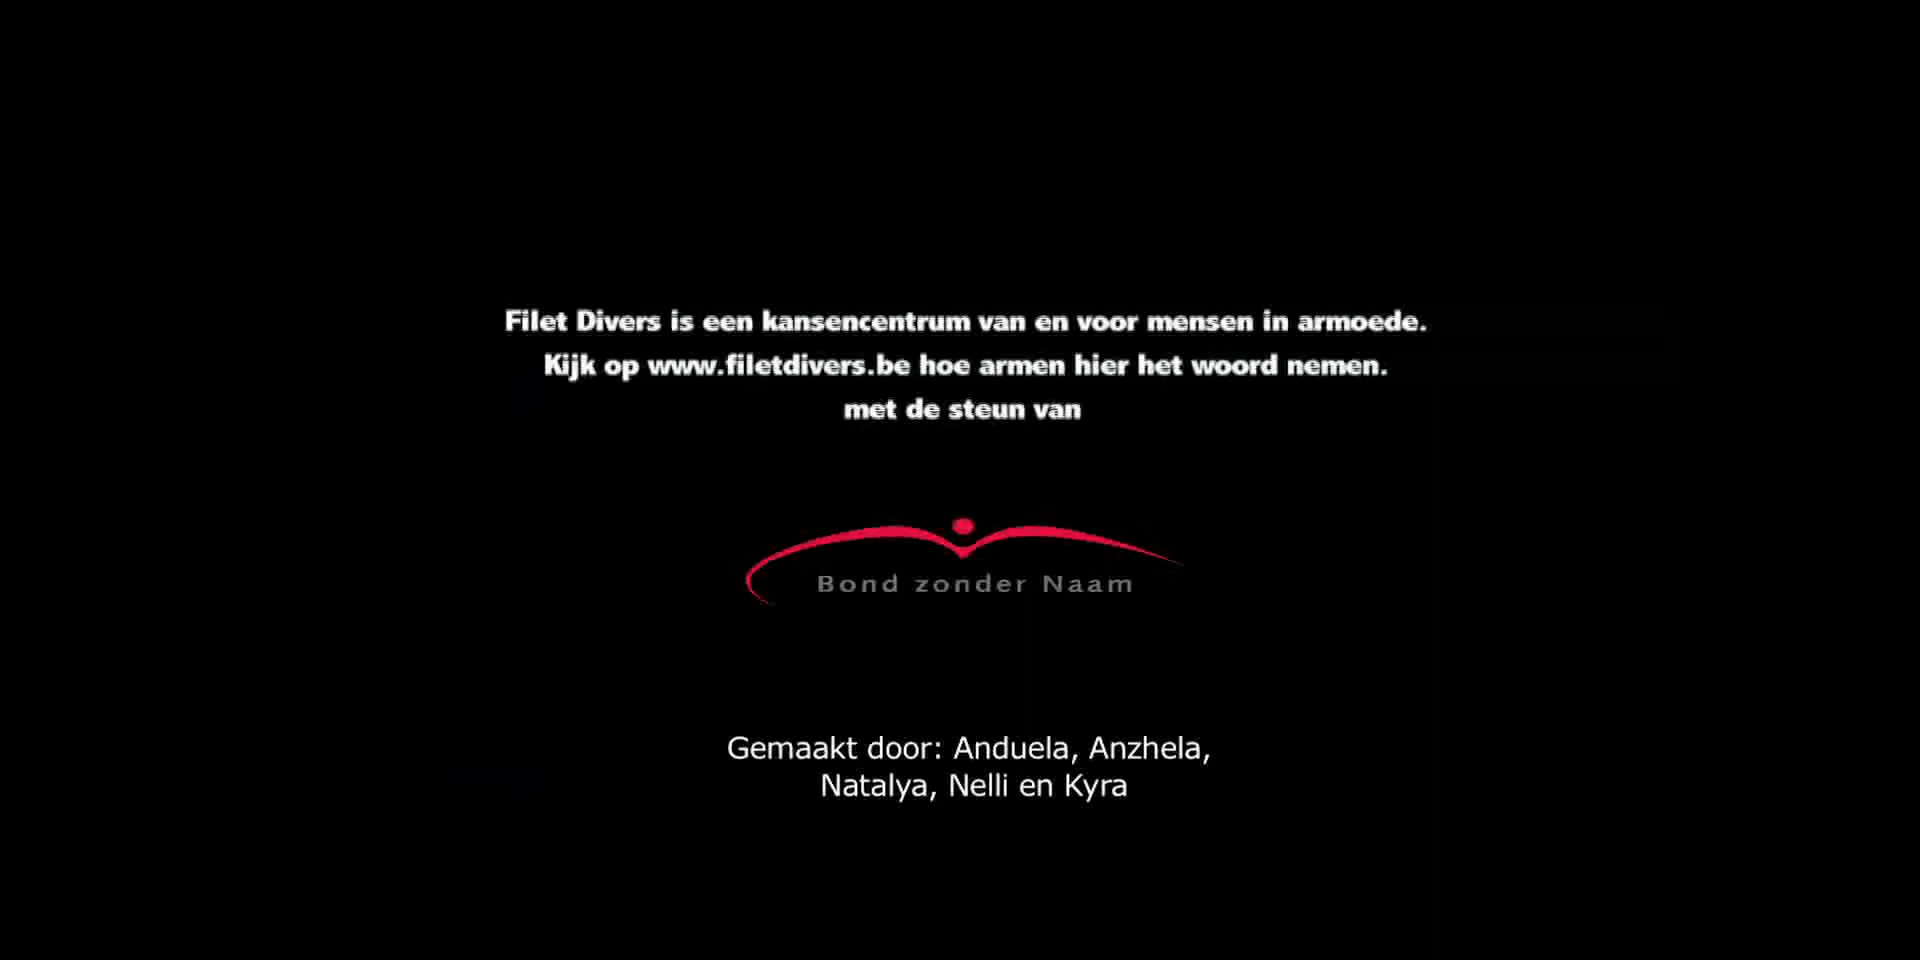 Filet Divers is een kansencentrum van en voor mensen in armoede.
Kijk op www.filetdivers.be hoe armen hier het woord nemen.
met de steun van
Bond zonder Naam
Gemaakt door: Anduela, Anzhela,
Natalya, Nelli en Kyra